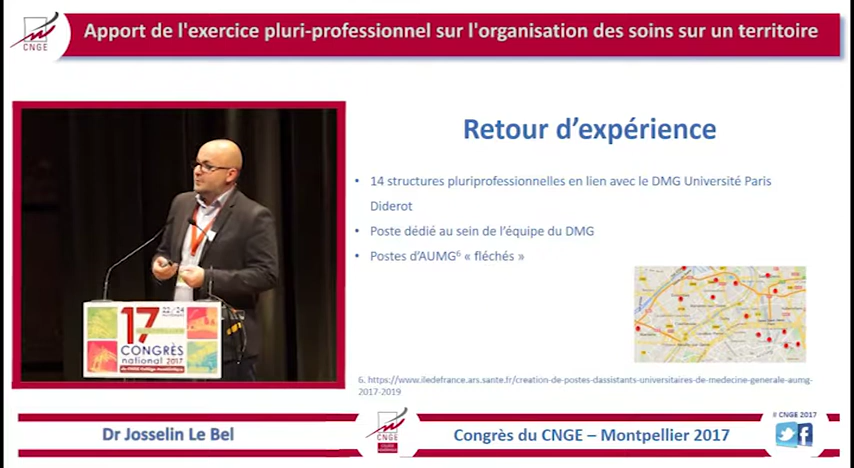 CNGE
Apport de l'exercice pluri-professionnel sur l'organisation des soins sur un territoire
Retour d'expérience
• 14 structures pluriprofessionnelles en lien avec le DMG Université Paris
Diderot
• Poste dédié au sein de l'équipe du DMG
• Postes d'AUMG⁶ « fléchés »
17
22/24
CONGRÈS
national 2017
6. https://www.iledefrance.ars.sante.fr/creation-de-postes-dassistants-universitaires-de-medecine-generale-aumg-
2017-2019
Dr Josselin Le Bel
CNGE
Congrès du CNGE – Montpellier 2017
# CNGE 2017